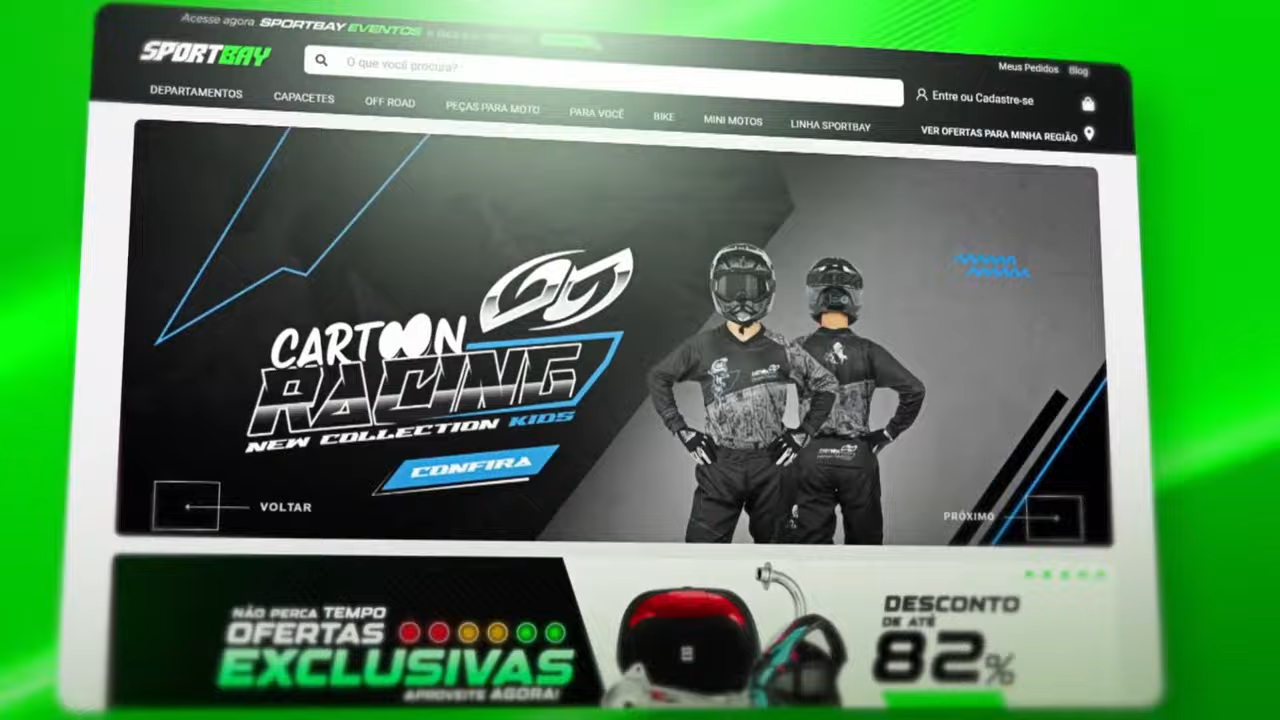 Acesse agora SPORTBAY EVENTOS
SPORTBAY
O que você procura?
Meus Pedidos Blog
Entre ou Cadastre-se
DEPARTAMENTOS CAPACETES OFF ROAD PEÇAS PARA MOTO PARA VOCÊ BIKE MINI MOTOS LINHA SPORTBAY
VER OFERTAS PARA MINHA REGIÃO
CARTOON
RACING
NEW COLLECTION KIDS
CONFIRA
VOLTAR
PRÓXIMO
NÃO PERCA TEMPO
OFERTAS
EXCLUSIVAS
APROVEITE AGORA!
DESCONTO
DE ATÉ
82%